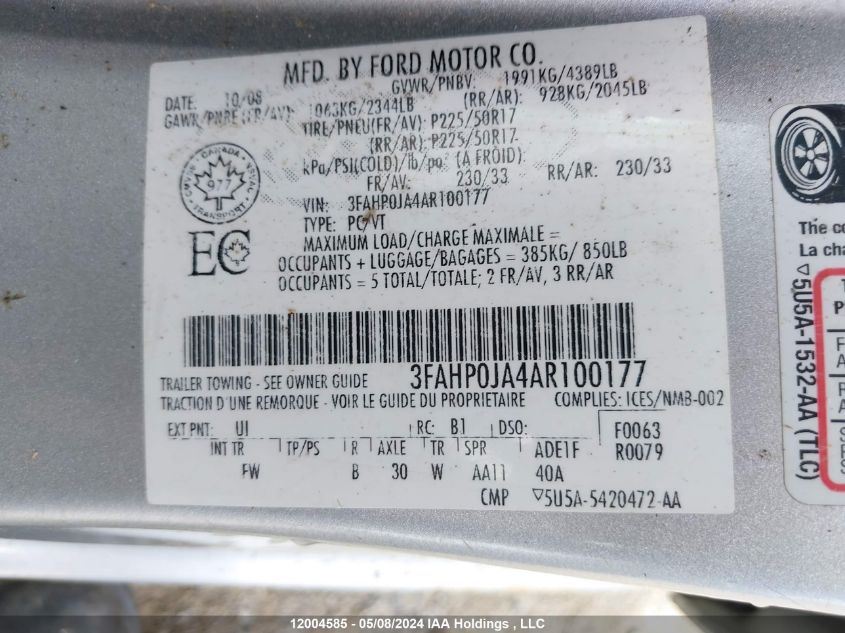 MFD. BY FORD MOTOR CO.
DATE: 10/08 GVWR/PNBV: 1991KG/4389LB
GAWR/PNBE (FR/AV): 1063KG/2344LB (RR/AR): 928KG/2045LB
TIRE/PNEU(FR/AV): P225/50R17
(RR/AR): P225/50R17
kPa/PSI(COLD)/lb/po² (A FROID):
FR/AV: 230/33 RR/AR: 230/33
VIN: 3FAHP0JA4AR100177
TYPE: PC/VT
MAXIMUM LOAD/CHARGE MAXIMALE =
OCCUPANTS + LUGGAGE/BAGAGES = 385KG/ 850LB
OCCUPANTS = 5 TOTAL/TOTALE; 2 FR/AV, 3 RR/AR
CANADA
977
TRANSPORT
EC
3FAHP0JA4AR100177
TRAILER TOWING - SEE OWNER GUIDE
TRACTION D'UNE REMORQUE - VOIR LE GUIDE DU PROPRIETAIRE COMPLIES: ICES/NMB-002
EXT PNT: UI RC: B1 DSO: F0063
INT TR TP/PS R AXLE TR SPR ADE1F R0079
FW B 30 W AA11 40A
CMP ▽5U5A-5420472-AA
The co
La cha
▽5U5A-1532-AA (TLC)
12004585 - 05/08/2024 IAA Holdings , LLC